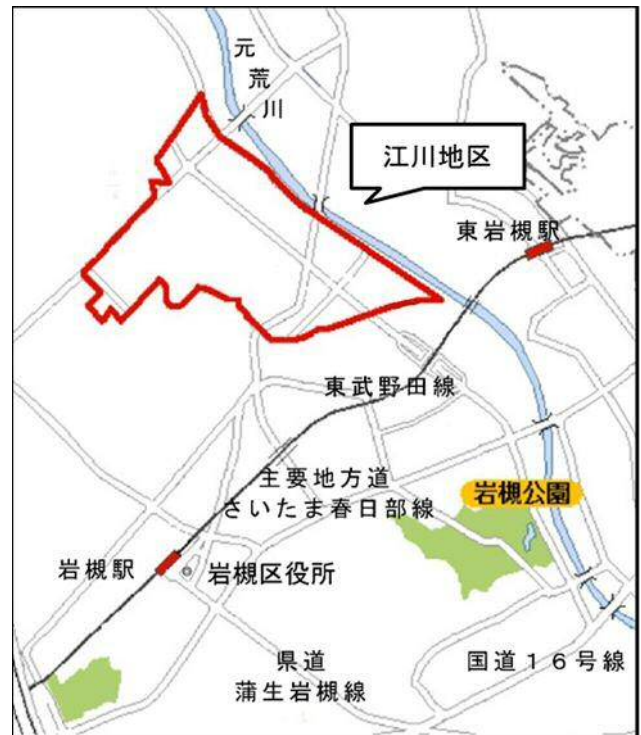 元
荒
川
江川地区
東岩槻駅
東武野田線
主要地方道
さいたま春日部線
岩槻公園
岩槻駅
岩槻区役所
県道
蒲生岩槻線
国道16号線